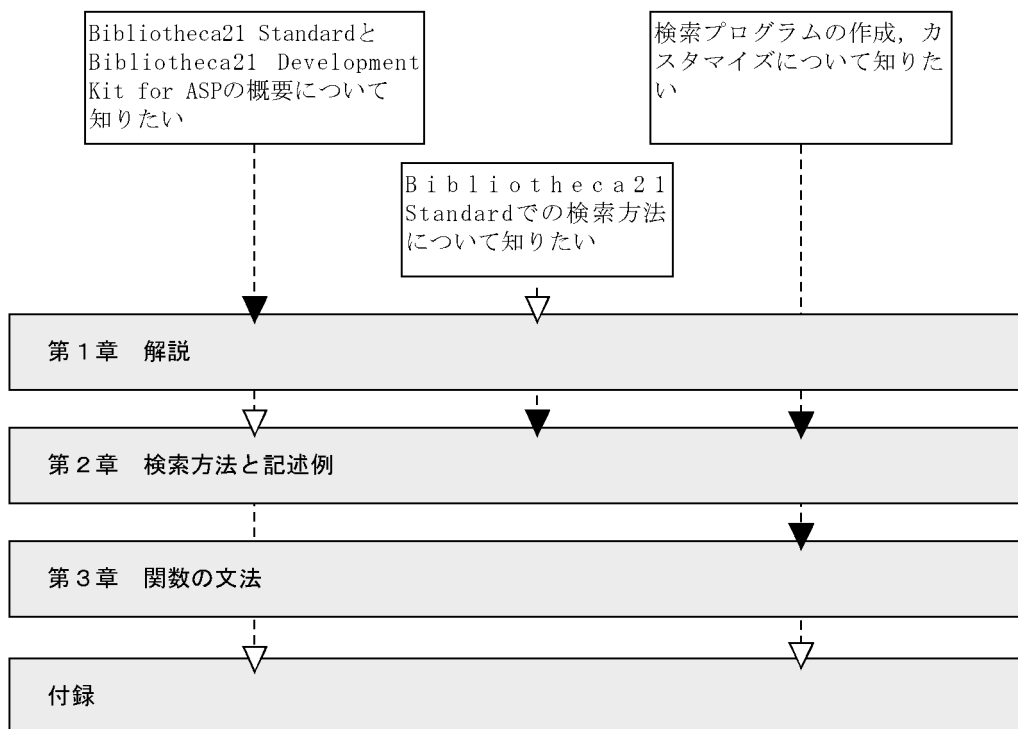 Bibliotheca21 Standardと
Bibliotheca21 Development
Kit for ASPの概要について
知りたい
検索プログラムの作成，カ
スタマイズについて知りた
い
Bibliotheca21
Standardでの検索方法
について知りたい
第１章　解説
第２章　検索方法と記述例
第３章　関数の文法
付録